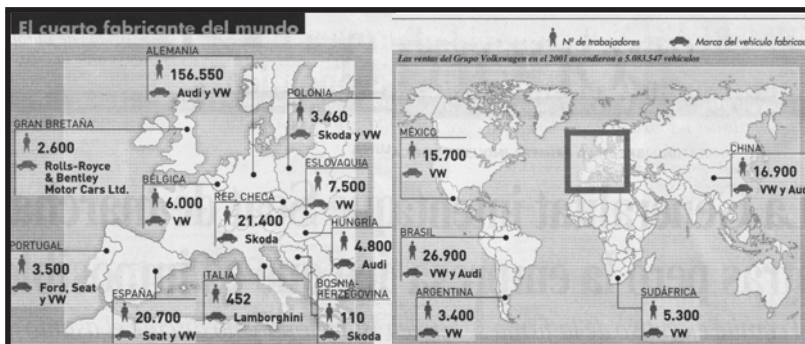 El cuarto fabricante del mundo
Nº de trabajadores
Marca del vehículo fabricado
Las ventas del Grupo Volkswagen en el 2001 ascendieron a 5.083.547 vehículos
ALEMANIA
156.550
Audi y VW
POLONIA
3.460
Skoda y VW
GRAN BRETAÑA
2.600
Rolls-Royce
& Bentley
Motor Cars Ltd.
BÉLGICA
6.000
VW
REP. CHECA
21.400
Skoda
ESLOVAQUIA
7.500
VW
HUNGRÍA
4.800
Audi
PORTUGAL
3.500
Ford, Seat
y VW
ESPAÑA
20.700
Seat y VW
ITALIA
452
Lamborghini
BOSNIA-
HERZEGOVINA
110
Skoda
MÉXICO
15.700
VW
CHINA
16.900
VW y Audi
BRASIL
26.900
VW y Audi
ARGENTINA
3.400
VW
SUDÁFRICA
5.300
VW